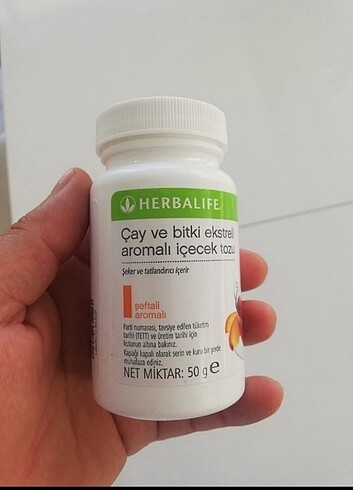 HERBALIFE
Çay ve bitki ekstreli
aromalı içecek tozu
Şeker ve tatlandırıcı içerir
şeftali
aromalı
Parti numarası, tavsiye edilen tüketim
tarihi (TETT) ve üretim tarihi için
kutunun altına bakınız.
Kapağı kapalı olarak serin ve kuru bir yerde
muhafaza ediniz.
NET MİKTAR: 50 g e